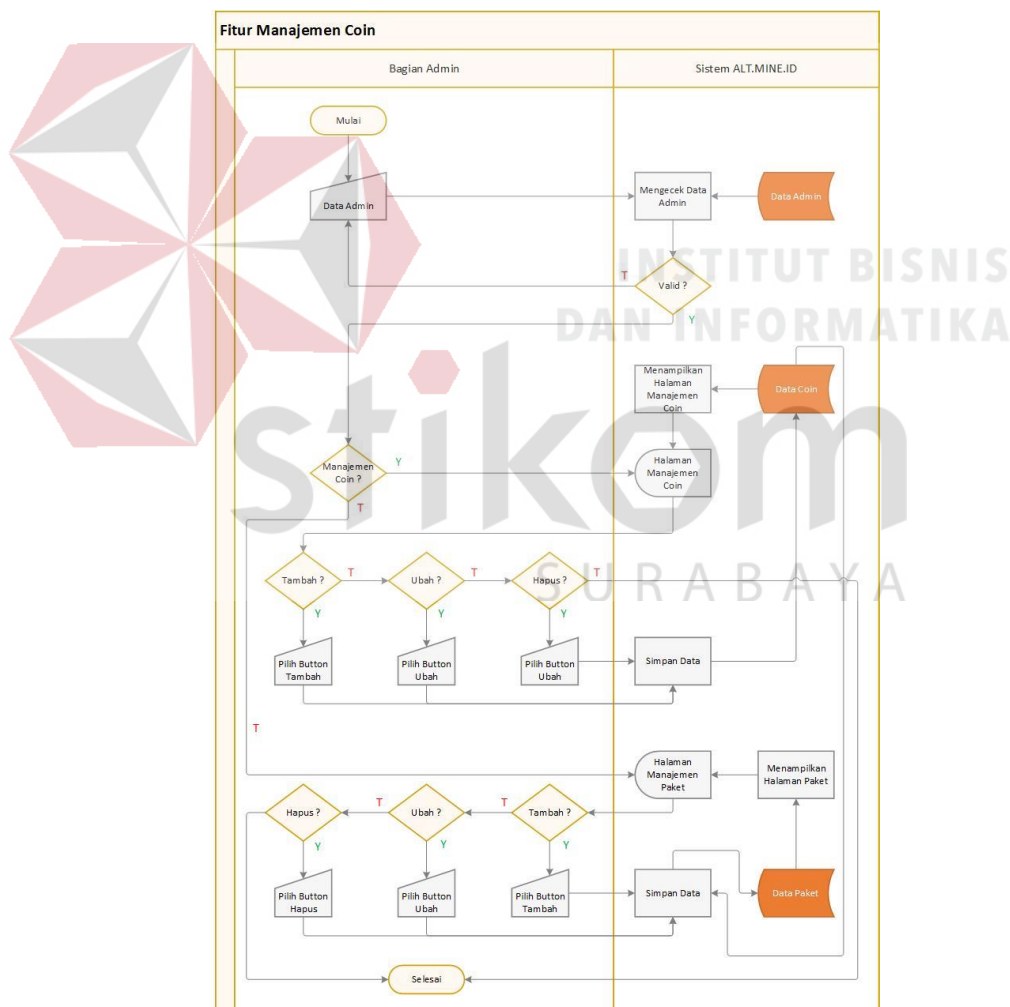 Fitur Manajemen Coin
Bagian Admin
Sistem ALT.MINE.ID
Mulai
Data Admin
Mengecek Data
Admin
Data Admin
INSTITUT BISNIS
DAN INFORMATIKA
T
Valid ?
Y
Menampilkan
Halaman
Manajemen
Coin
Data Coin
stikom
SURABAYA
Manajemen
Coin ?
Y
T
Halaman
Manajemen
Coin
Tambah ?
T
Ubah ?
T
Hapus ?
T
Y
Y
Y
Pilih Button
Tambah
Pilih Button
Ubah
Pilih Button
Ubah
Simpan Data
T
Halaman
Manajemen
Paket
Menampilkan
Halaman Paket
Hapus ?
T
Ubah ?
T
Tambah ?
Y
Y
Y
Pilih Button
Hapus
Pilih Button
Ubah
Pilih Button
Tambah
Simpan Data
Data Paket
Selesai